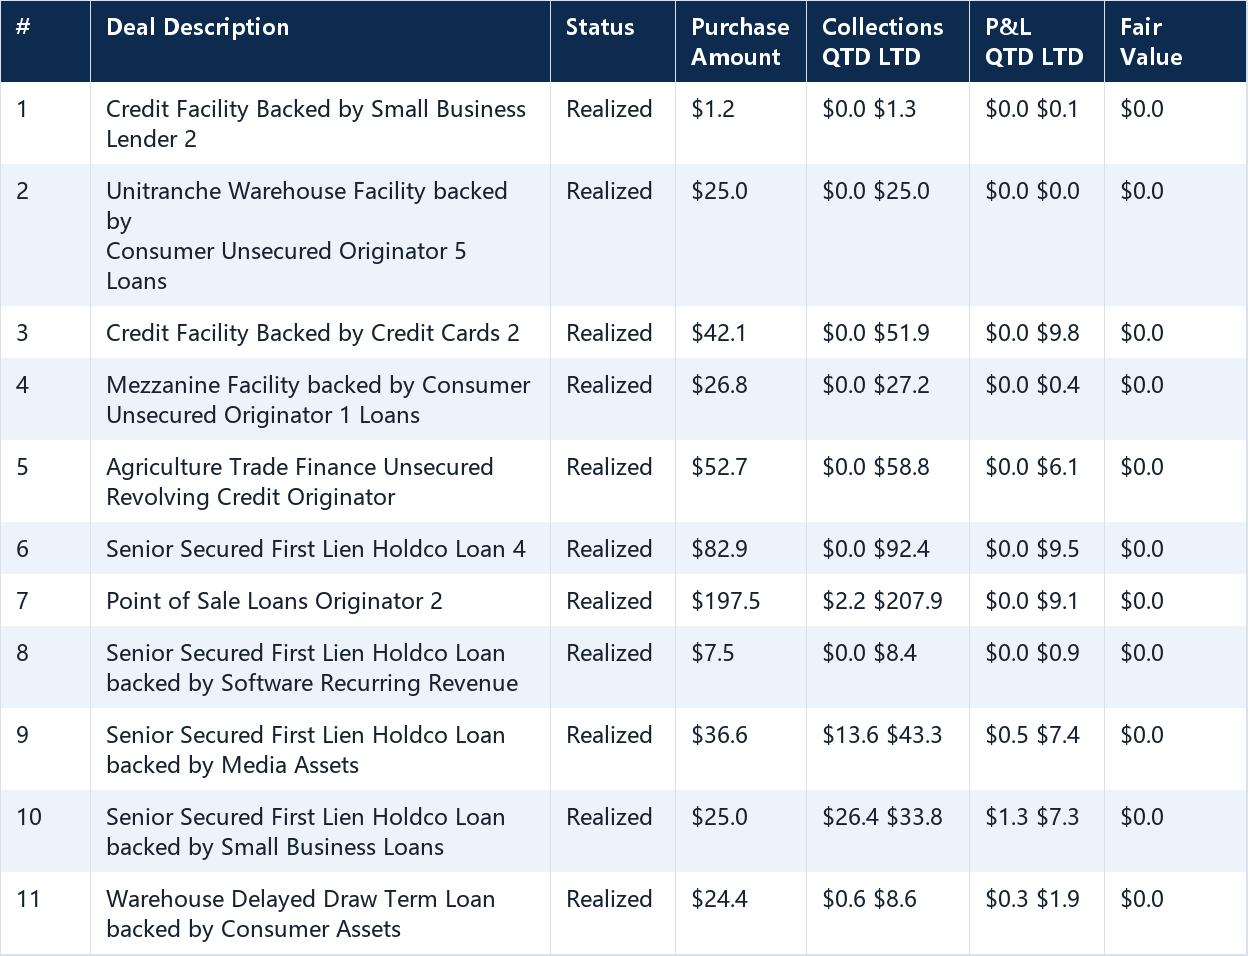 # Deal Description Status Purchase Amount Collections QTD LTD P&L QTD LTD Fair Value
1 Credit Facility Backed by Small Business Lender 2 Realized $1.2 $0.0 $1.3 $0.0 $0.1 $0.0
2 Unitranche Warehouse Facility backed by Consumer Unsecured Originator 5 Loans Realized $25.0 $0.0 $25.0 $0.0 $0.0 $0.0
3 Credit Facility Backed by Credit Cards 2 Realized $42.1 $0.0 $51.9 $0.0 $9.8 $0.0
4 Mezzanine Facility backed by Consumer Unsecured Originator 1 Loans Realized $26.8 $0.0 $27.2 $0.0 $0.4 $0.0
5 Agriculture Trade Finance Unsecured Revolving Credit Originator Realized $52.7 $0.0 $58.8 $0.0 $6.1 $0.0
6 Senior Secured First Lien Holdco Loan 4 Realized $82.9 $0.0 $92.4 $0.0 $9.5 $0.0
7 Point of Sale Loans Originator 2 Realized $197.5 $2.2 $207.9 $0.0 $9.1 $0.0
8 Senior Secured First Lien Holdco Loan backed by Software Recurring Revenue Realized $7.5 $0.0 $8.4 $0.0 $0.9 $0.0
9 Senior Secured First Lien Holdco Loan backed by Media Assets Realized $36.6 $13.6 $43.3 $0.5 $7.4 $0.0
10 Senior Secured First Lien Holdco Loan backed by Small Business Loans Realized $25.0 $26.4 $33.8 $1.3 $7.3 $0.0
11 Warehouse Delayed Draw Term Loan backed by Consumer Assets Realized $24.4 $0.6 $8.6 $0.3 $1.9 $0.0